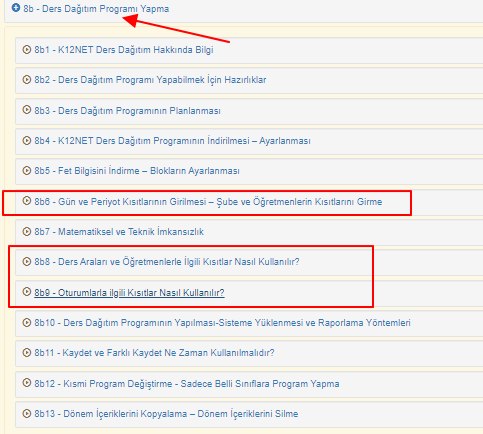 8b - Ders Dağıtım Programı Yapma
8b1 - K12NET Ders Dağıtım Hakkında Bilgi
8b2 - Ders Dağıtım Programı Yapabilmek İçin Hazırlıklar
8b3 - Ders Dağıtım Programının Planlanması
8b4 - K12NET Ders Dağıtım Programının İndirilmesi – Ayarlanması
8b5 - Fet Bilgisini İndirme – Blokların Ayarlanması
8b6 - Gün ve Periyot Kısıtlarının Girilmesi – Şube ve Öğretmenlerin Kısıtlarını Girme
8b7 - Matematiksel ve Teknik İmkansızlık
8b8 - Ders Araları ve Öğretmenlerle İlgili Kısıtlar Nasıl Kullanılır?
8b9 - Oturumlarla ilgili Kısıtlar Nasıl Kullanılır?
8b10 - Ders Dağıtım Programının Yapılması-Sisteme Yüklenmesi ve Raporlama Yöntemleri
8b11 - Kaydet ve Farklı Kaydet Ne Zaman Kullanılmalıdır?
8b12 - Kısmi Program Değiştirme - Sadece Belli Sınıflara Program Yapma
8b13 - Dönem İçeriklerini Kopyalama – Dönem İçeriklerini Silme